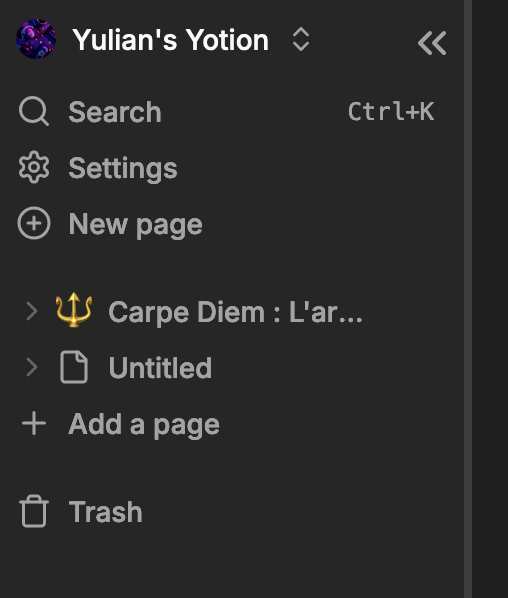 Yulian's Yotion
Search Ctrl+K
Settings
New page
Carpe Diem : L'ar...
Untitled
Add a page
Trash